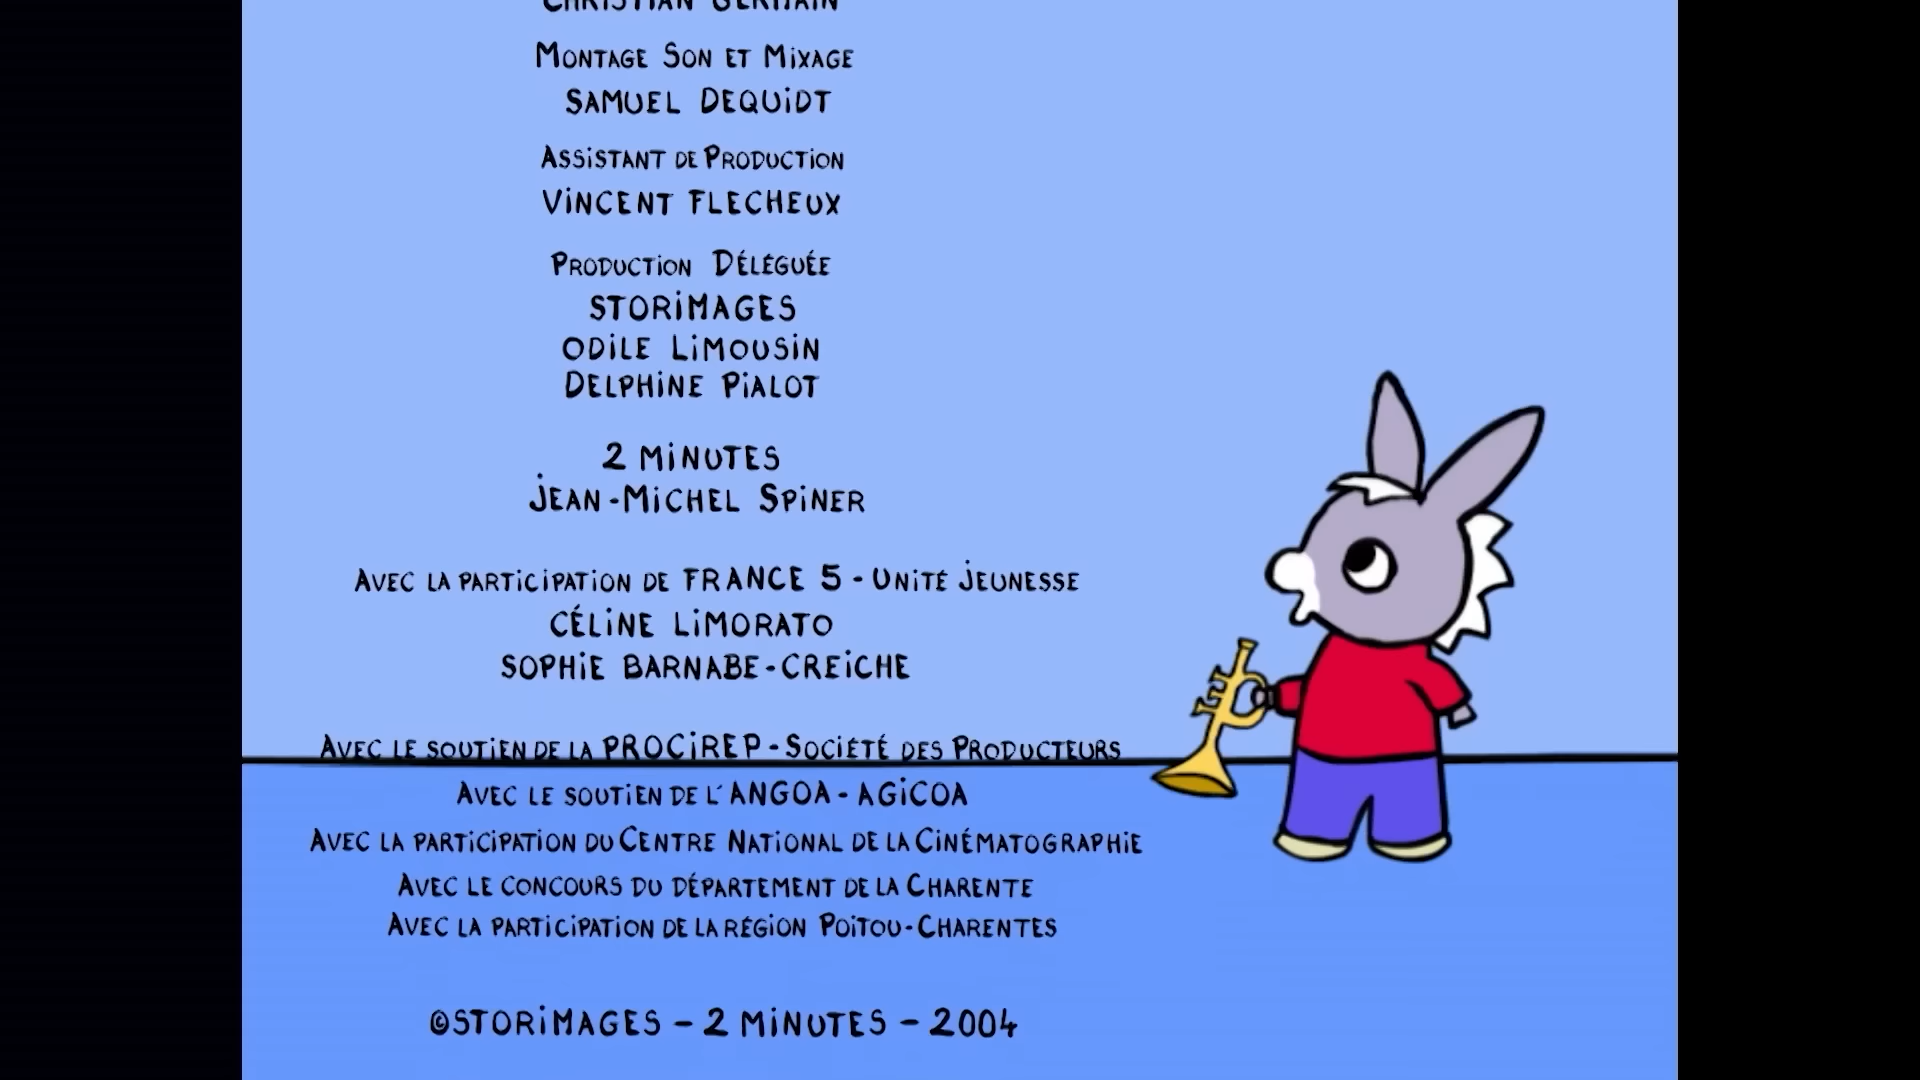 CHRISTIAN GERMAIN
MONTAGE SON ET MIXAGE
SAMUEL DEQUIDT
ASSISTANT DE PRODUCTION
VINCENT FLECHEUX
PRODUCTION DÉLÉGUÉE
STORIMAGES
ODILE LIMOUSIN
DELPHINE PIALOT
2 MINUTES
JEAN-MICHEL SPINER
AVEC LA PARTICIPATION DE FRANCE 5 - UNITÉ JEUNESSE
CÉLINE LIMORATO
SOPHIE BARNABE-CREICHE
AVEC LE SOUTIEN DE LA PROCIREP - SOCIÉTÉ DES PRODUCTEURS
AVEC LE SOUTIEN DE L'ANGOA - AGICOA
AVEC LA PARTICIPATION DU CENTRE NATIONAL DE LA CINÉMATOGRAPHIE
AVEC LE CONCOURS DU DÉPARTEMENT DE LA CHARENTE
AVEC LA PARTICIPATION DE LA RÉGION POITOU-CHARENTES
©STORIMAGES - 2 MINUTES - 2004